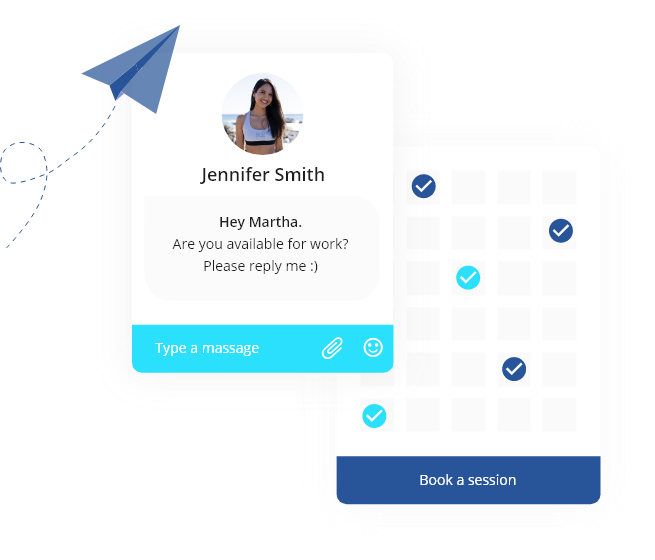 Jennifer Smith
Hey Martha.
Are you available for work?
Please reply me :)
Type a massage
Book a session